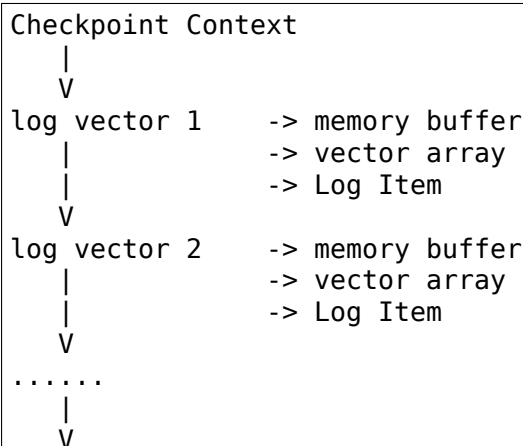 Checkpoint Context
   |
   V
log vector 1    -> memory buffer
   |            -> vector array
   |            -> Log Item
   V
log vector 2    -> memory buffer
   |            -> vector array
   |            -> Log Item
   V
......
   |
   V